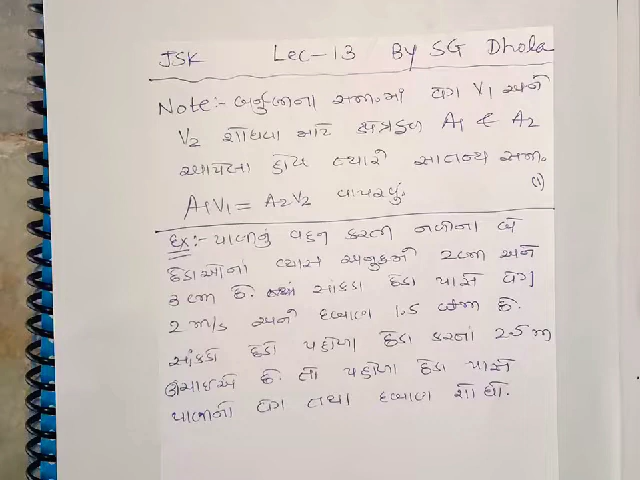 JSK Lec-13 By SG Dhola
Note:- બર્નુલીના સમી.માં વેગ V1 અને
V2 શોધવા માટે ક્ષેત્રફળ A1 & A2
આપેલા હોય ત્યારે સાતત્ય સમી.
A1V1 = A2V2 વાપરવું. (1)
Ex:- પાણીનું વહન કરતી નળીના બે
છેડાઓનાં વ્યાસ અનુક્રમે 2cm અને
3 cm છે. સાંકડા છેડા પાસે વેગ
2 m/s અને દબાણ 1.5 છે.
સાંકડો છેડો પહોળા છેડા કરતાં 2.5 m
ઊંચાઈએ છે. તો પહોળા છેડા પાસે
પાણીનો વેગ તથા દબાણ શોધો.